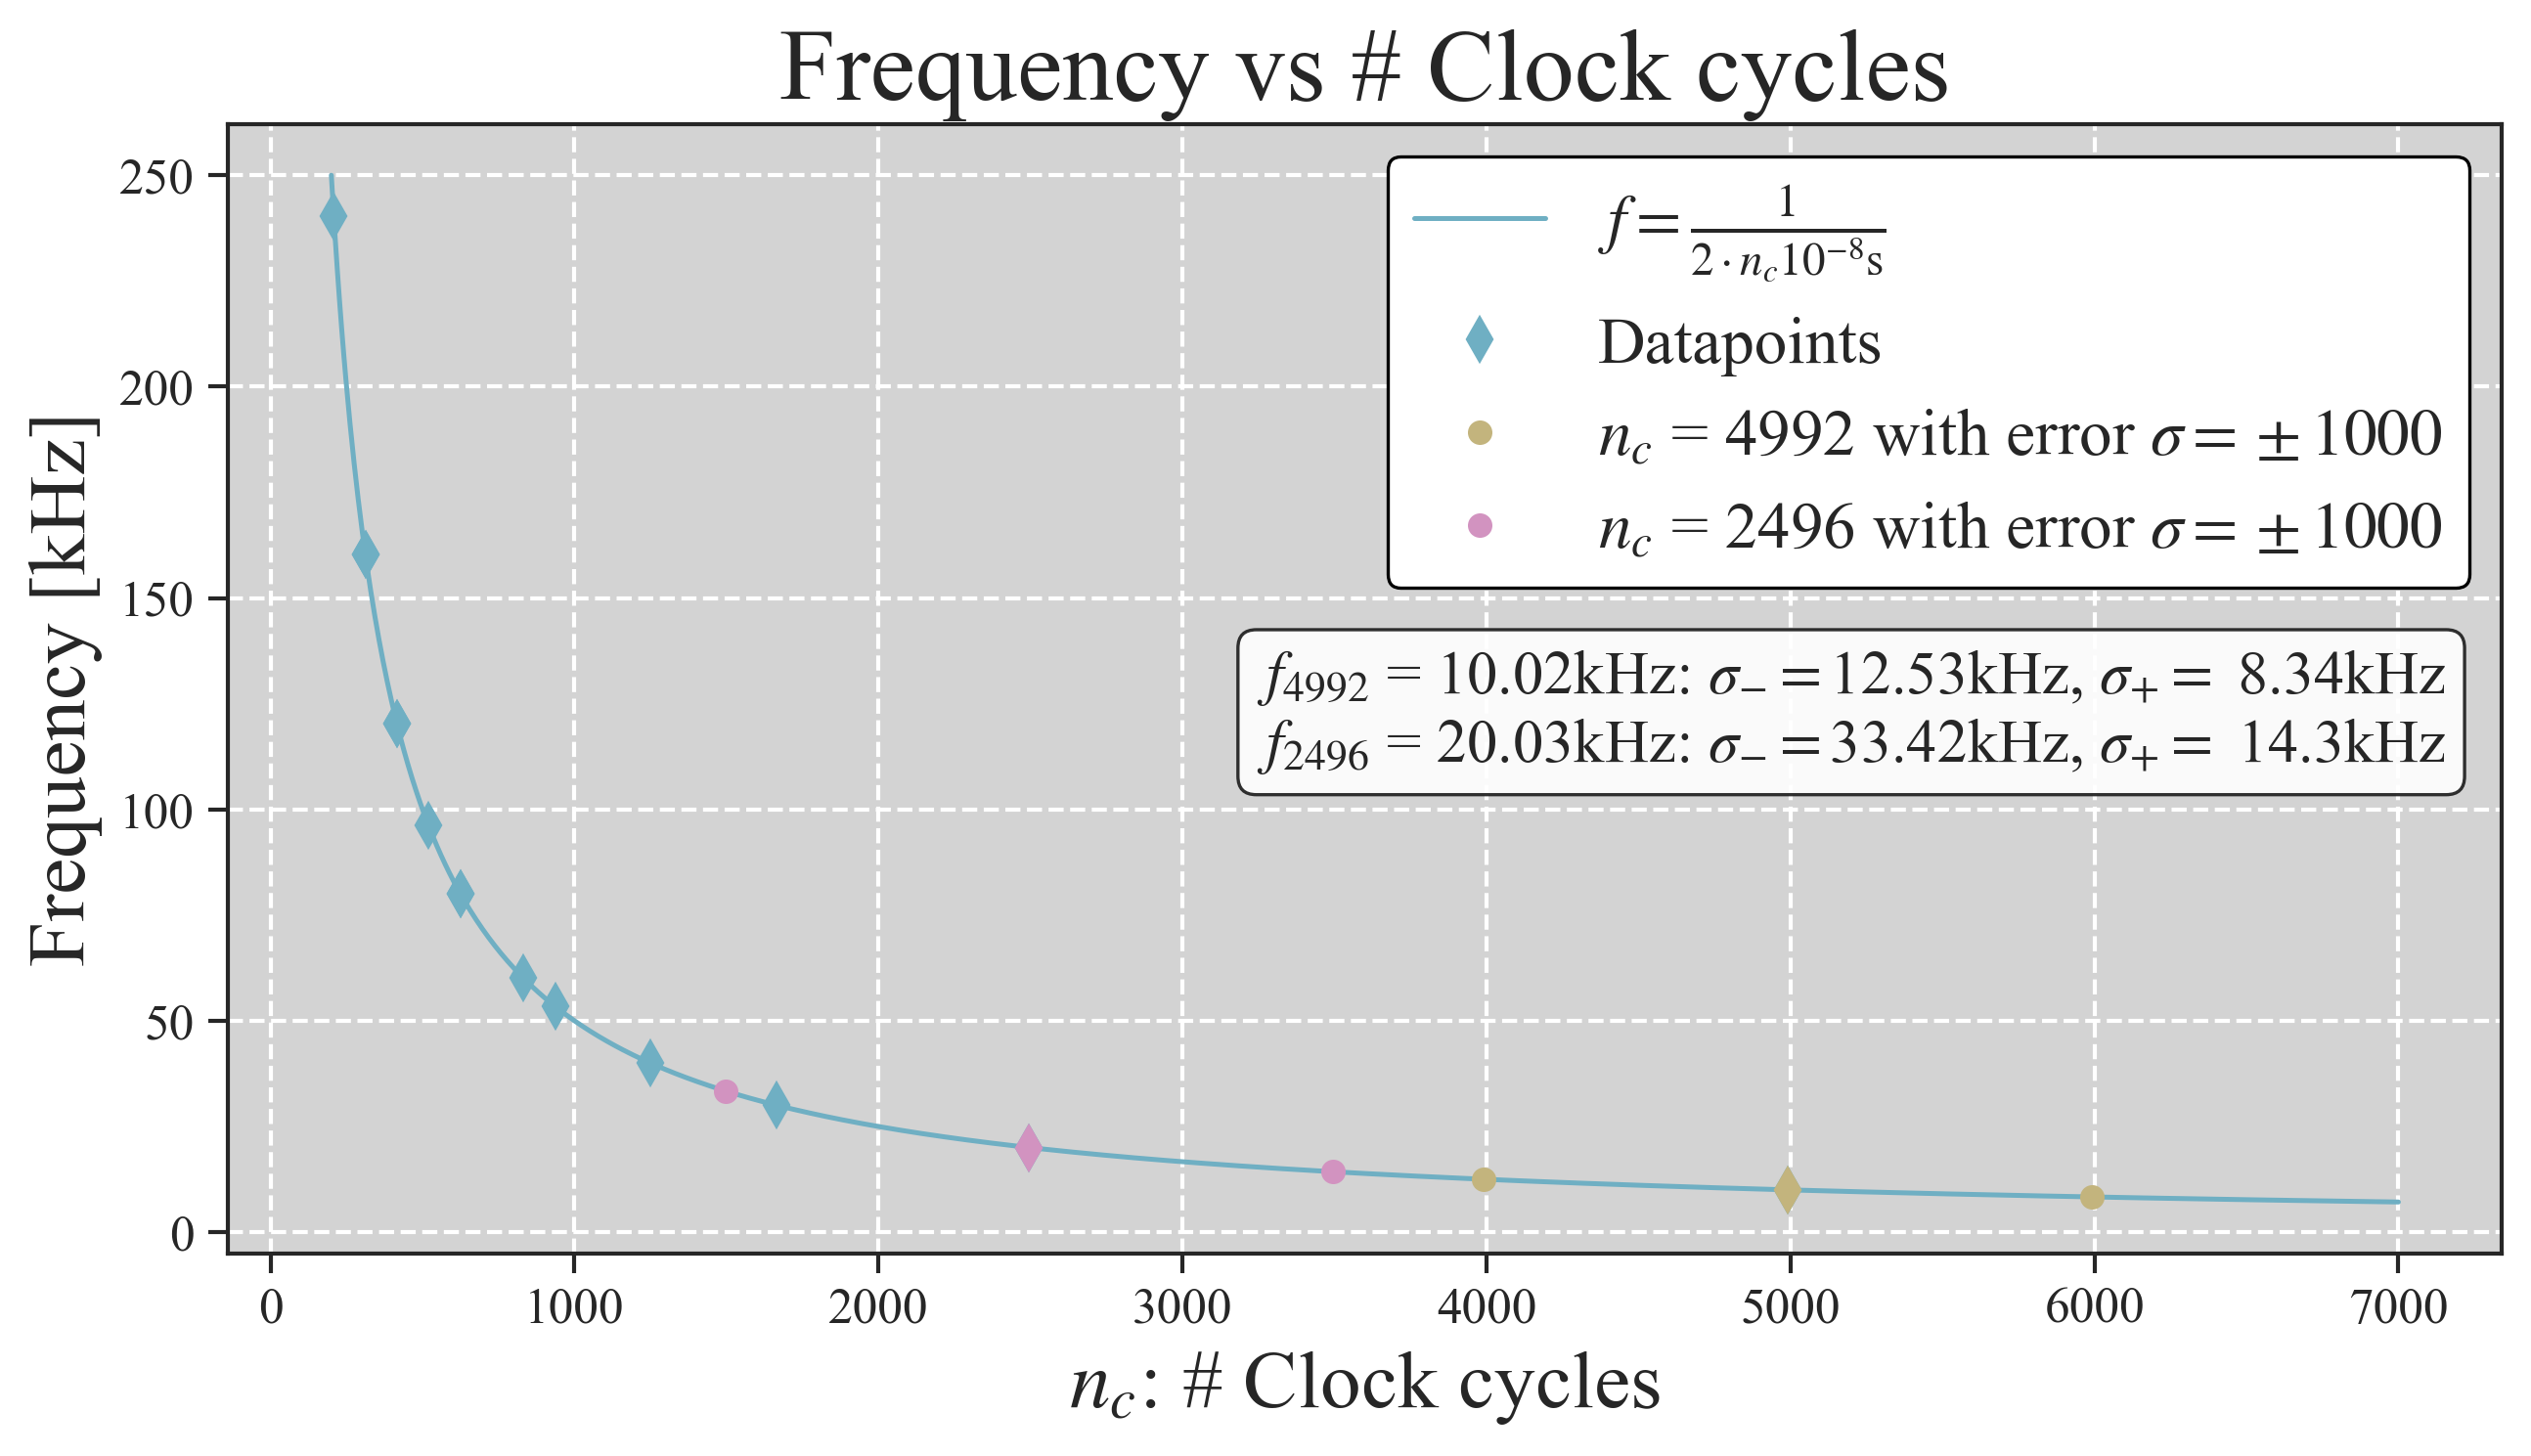 Frequency vs # Clock cycles
Frequency [kHz]
250
200
150
100
50
0
f = 1 / 2 · n_c 10^−8 s
Datapoints
n_c = 4992 with error σ = ± 1000
n_c = 2496 with error σ = ± 1000
f_4992 = 10.02kHz: σ_− = 12.53kHz, σ_+ = 8.34kHz
f_2496 = 20.03kHz: σ_− = 33.42kHz, σ_+ = 14.3kHz
0 1000 2000 3000 4000 5000 6000 7000
n_c: # Clock cycles